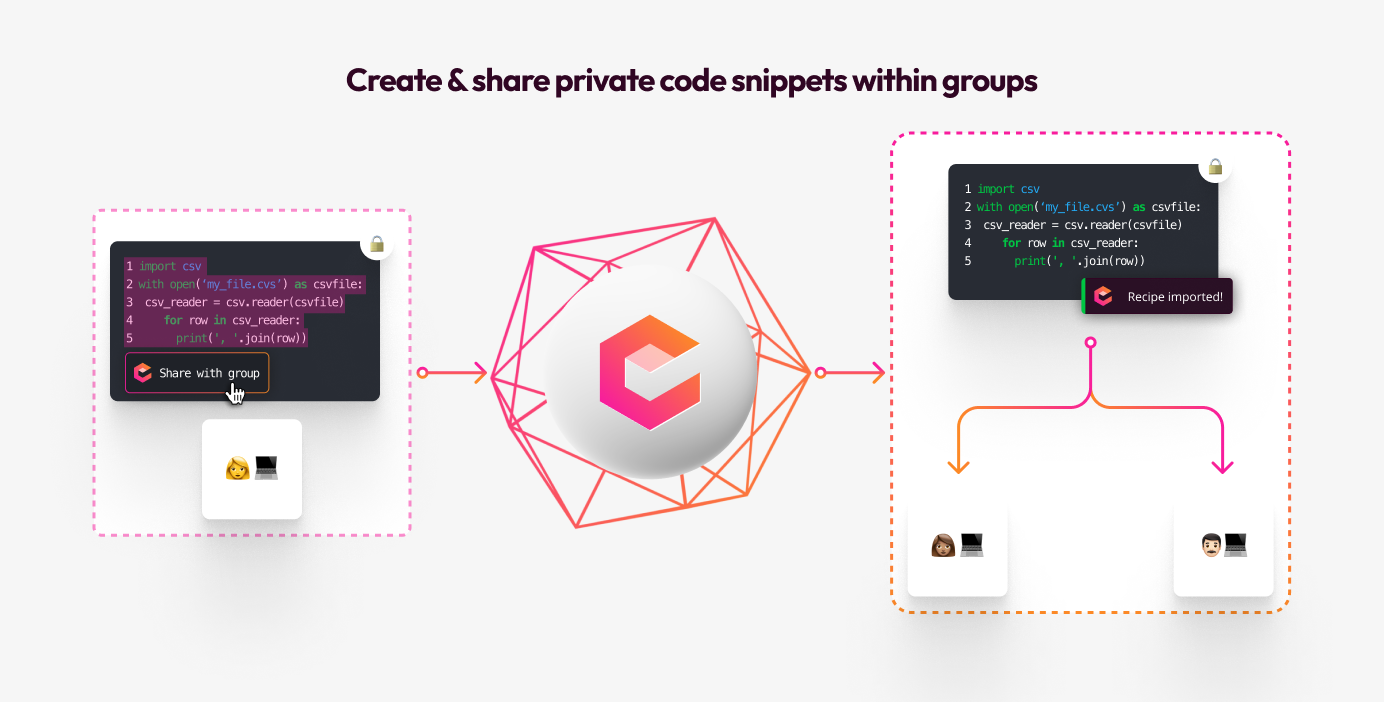 Create & share private code snippets within groups
1 import csv
2 with open(‘my_file.cvs’) as csvfile:
3 csv_reader = csv.reader(csvfile)
4 for row in csv_reader:
5 print(’, '.join(row))
Share with group
1 import csv
2 with open(‘my_file.cvs’) as csvfile:
3 csv_reader = csv.reader(csvfile)
4 for row in csv_reader:
5 print(’, '.join(row))
Recipe imported!